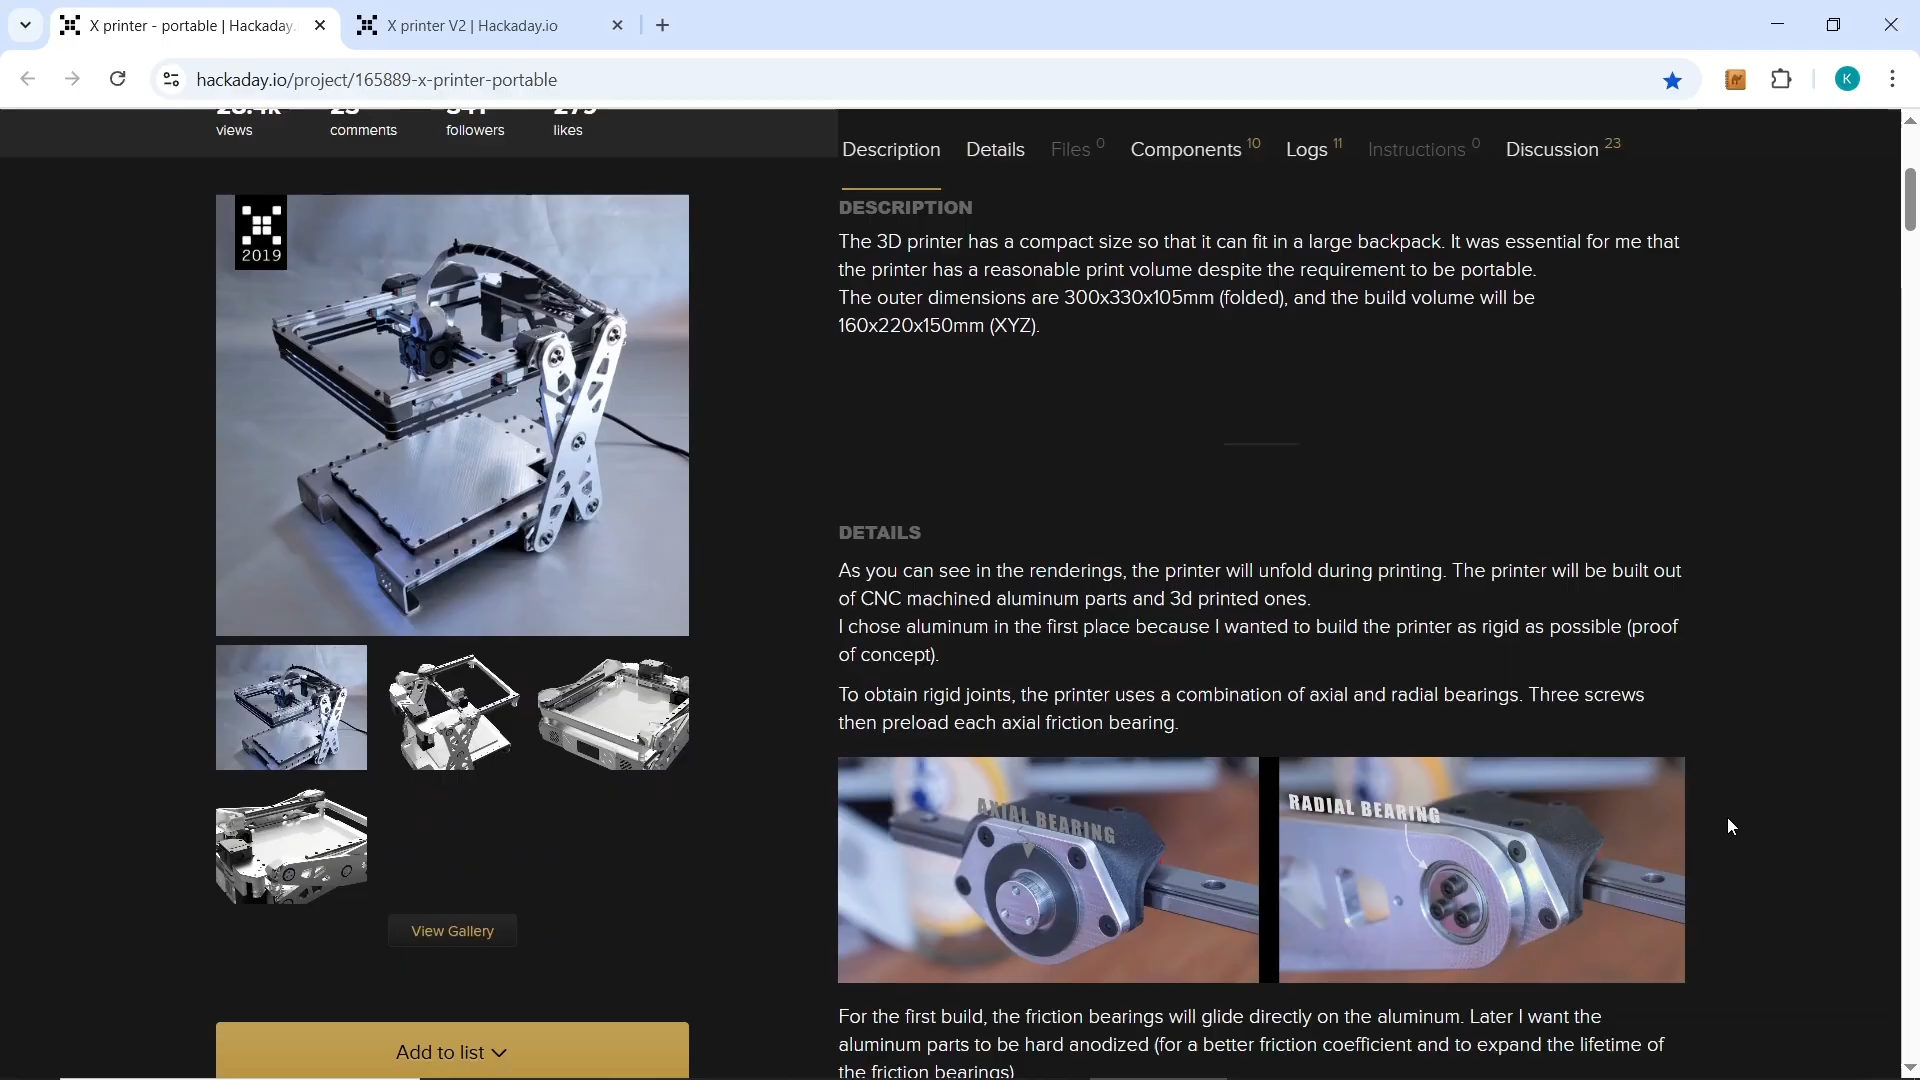 X printer - portable | Hackaday.
X printer V2 | Hackaday.io
hackaday.io/project/165889-x-printer-portable
K
views
comments
followers
likes
Description
Details
Files 0
Components 10
Logs 11
Instructions 0
Discussion 23
2019
DESCRIPTION
The 3D printer has a compact size so that it can fit in a large backpack. It was essential for me that
the printer has a reasonable print volume despite the requirement to be portable.
The outer dimensions are 300x330x105mm (folded), and the build volume will be
160x220x150mm (XYZ).
DETAILS
As you can see in the renderings, the printer will unfold during printing. The printer will be built out
of CNC machined aluminum parts and 3d printed ones.
I chose aluminum in the first place because I wanted to build the printer as rigid as possible (proof
of concept).
To obtain rigid joints, the printer uses a combination of axial and radial bearings. Three screws
then preload each axial friction bearing.
AXIAL BEARING
RADIAL BEARING
View Gallery
For the first build, the friction bearings will glide directly on the aluminum. Later I want the
aluminum parts to be hard anodized (for a better friction coefficient and to expand the lifetime of
the friction bearings)
Add to list